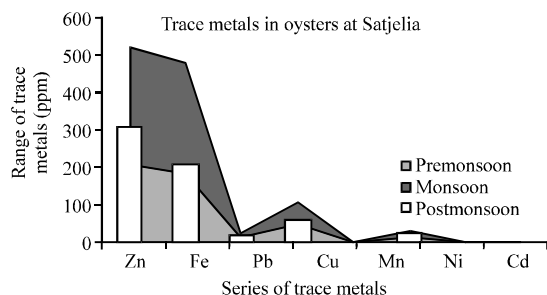 Trace metals in oysters at Satjelia
600
500
400
300
200
100
0
Range of trace
metals (ppm)
Premonsoon
Monsoon
Postmonsoon
Zn Fe Pb Cu Mn Ni Cd
Series of trace metals